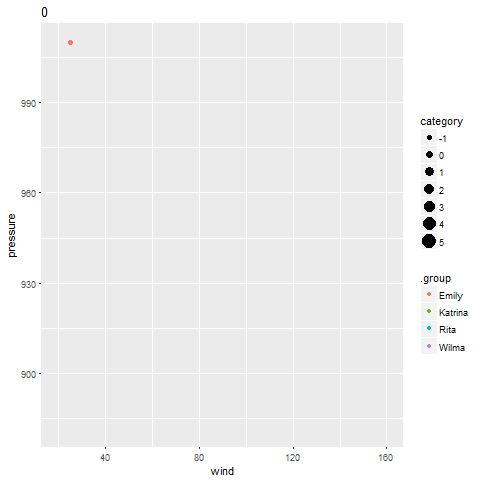 0
990
960
930
900
pressure
40
80
120
160
wind
category
-1
0
1
2
3
4
5
.group
Emily
Katrina
Rita
Wilma